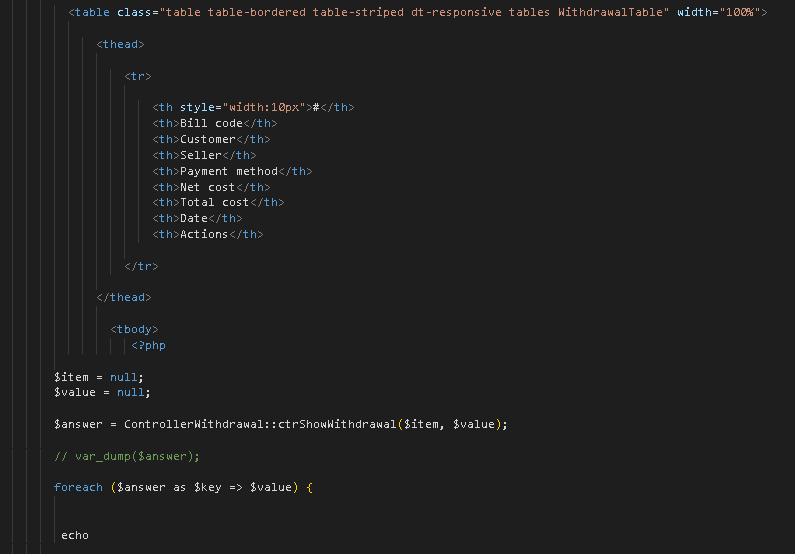 <table class="table table-bordered table-striped dt-responsive tables WithdrawalTable" width="100%">
<thead>
<tr>
<th style="width:10px">#</th>
<th>Bill code</th>
<th>Customer</th>
<th>Seller</th>
<th>Payment method</th>
<th>Net cost</th>
<th>Total cost</th>
<th>Date</th>
<th>Actions</th>
</tr>
</thead>
<tbody>
<?php
$item = null;
$value = null;
$answer = ControllerWithdrawal::ctrShowWithdrawal($item, $value);
// var_dump($answer);
foreach ($answer as $key => $value) {
echo